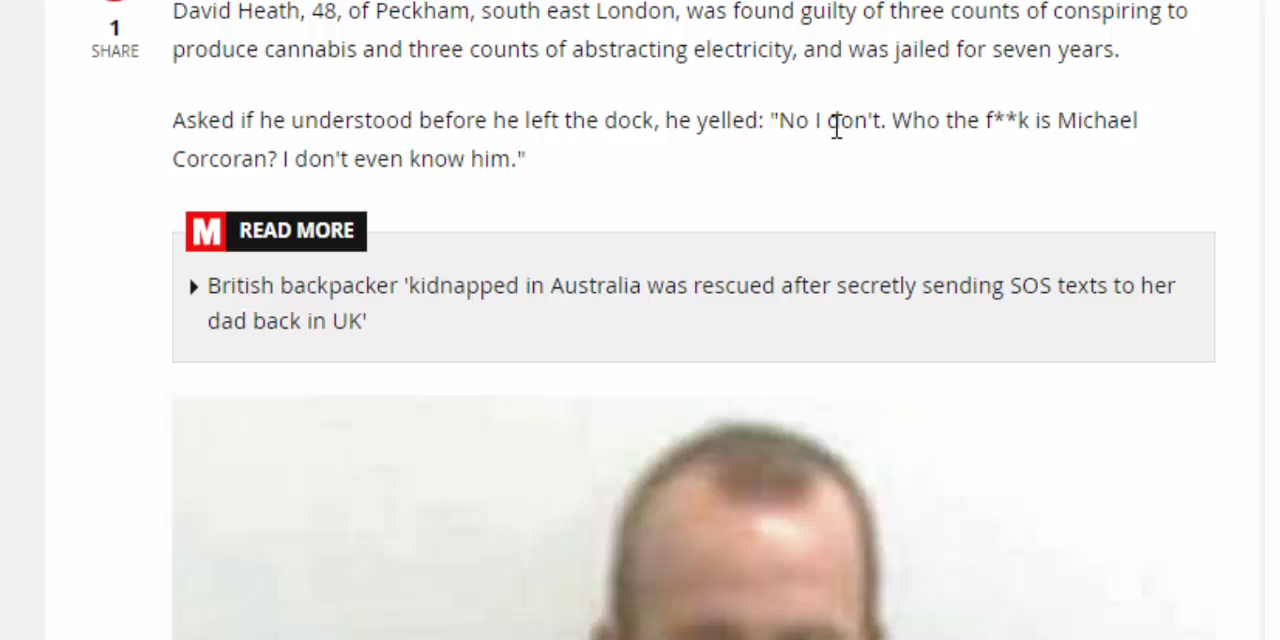 David Heath, 48, of Peckham, south east London, was found guilty of three counts of conspiring to
1
SHARE
produce cannabis and three counts of abstracting electricity, and was jailed for seven years.
Asked if he understood before he left the dock, he yelled: "No I don't. Who the f**k is Michael
Corcoran? I don't even know him."
M READ MORE
British backpacker 'kidnapped in Australia was rescued after secretly sending SOS texts to her
dad back in UK'